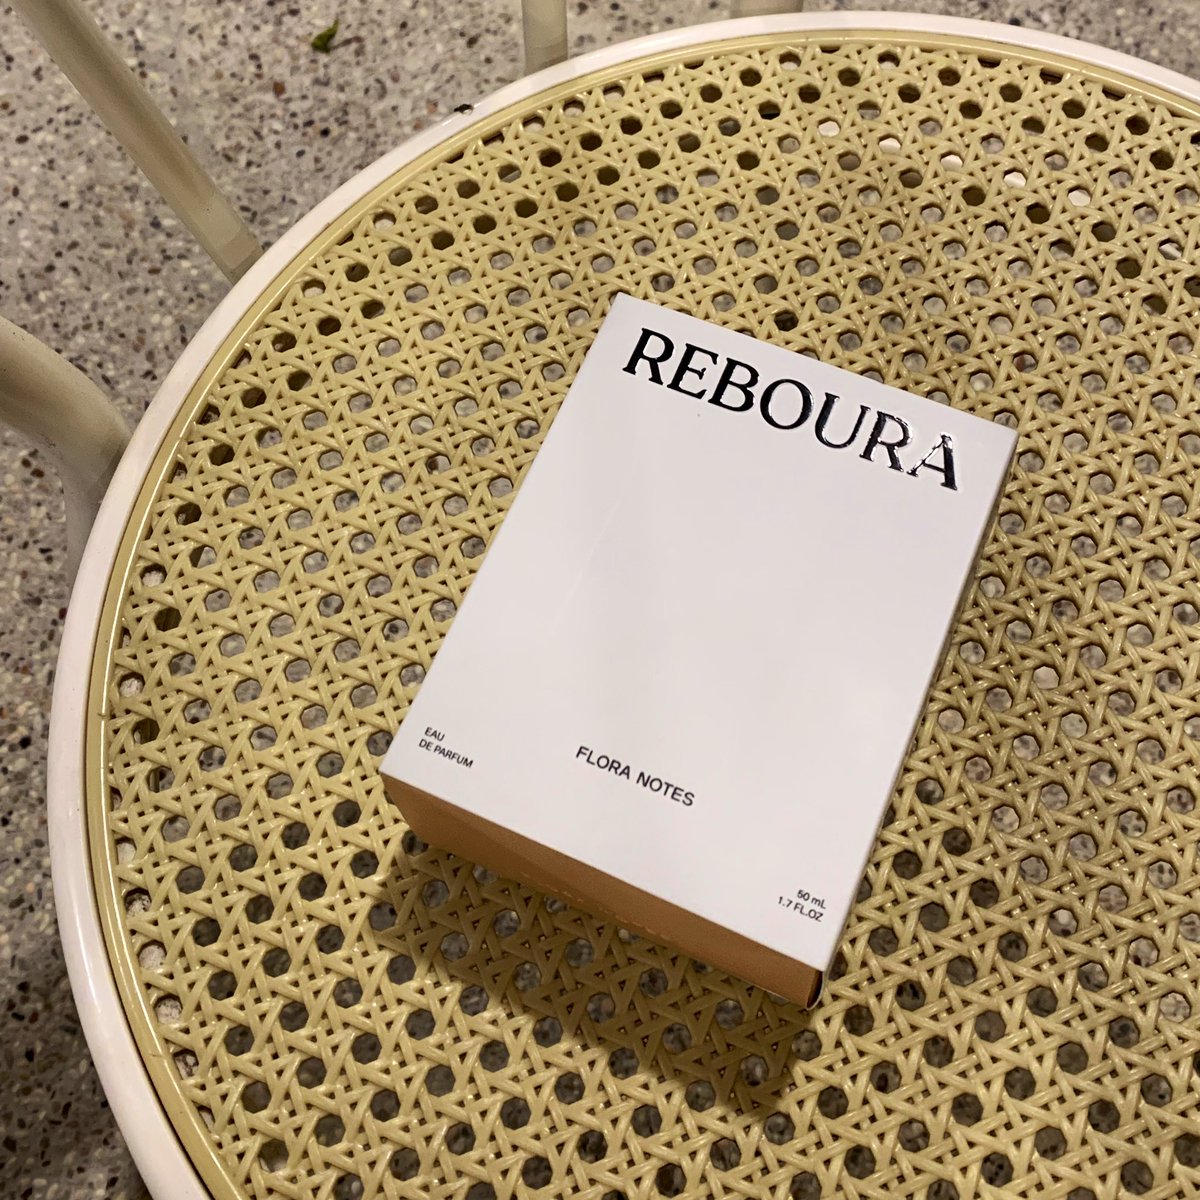 REBOURA
EAU
DE PARFUM
FLORA NOTES
50 mL
1.7 FL.OZ